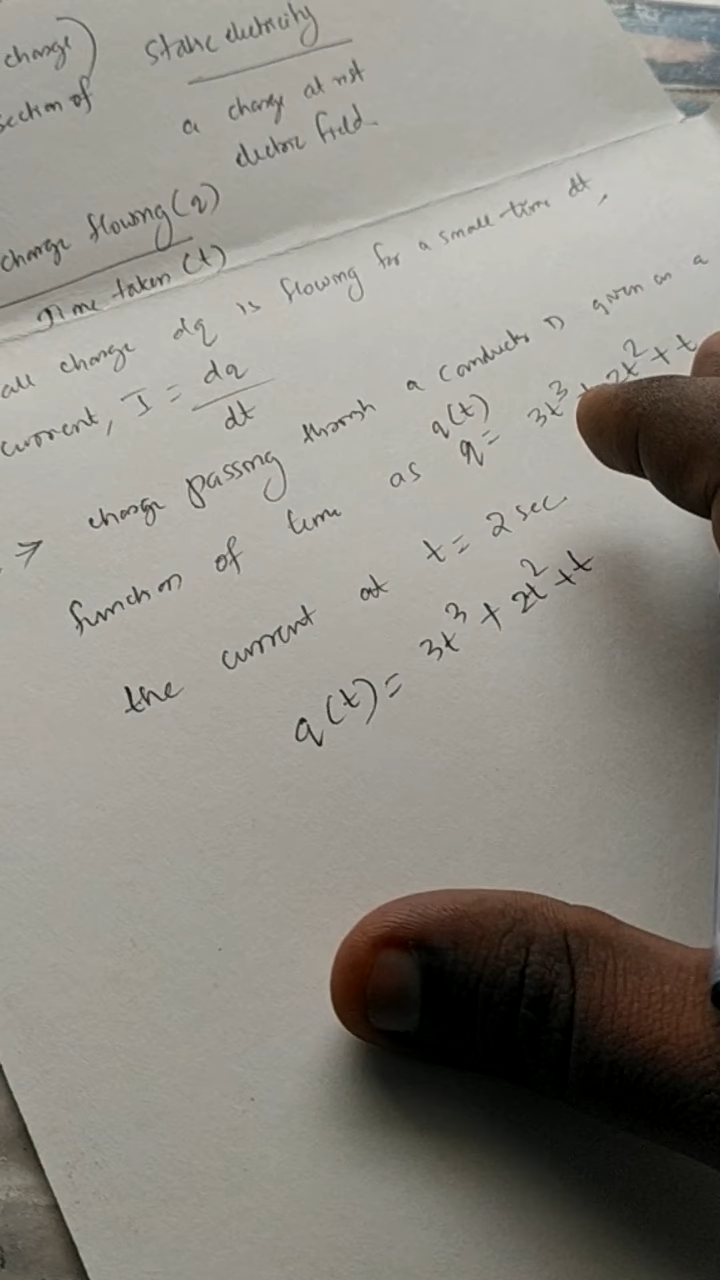 change) static electricity
section of a charge at rest
electric field.
charge flowing (q)
Time taken (t)
all charge dq is flowing for a small time dt,
current, I = dq
dt
⇒ charge passing through a conductor is given as a
function of time as q(t)
q = 3t³ + 2t² + t
the current at t = 2 sec.
q(t) = 3t³ + 2t² + t